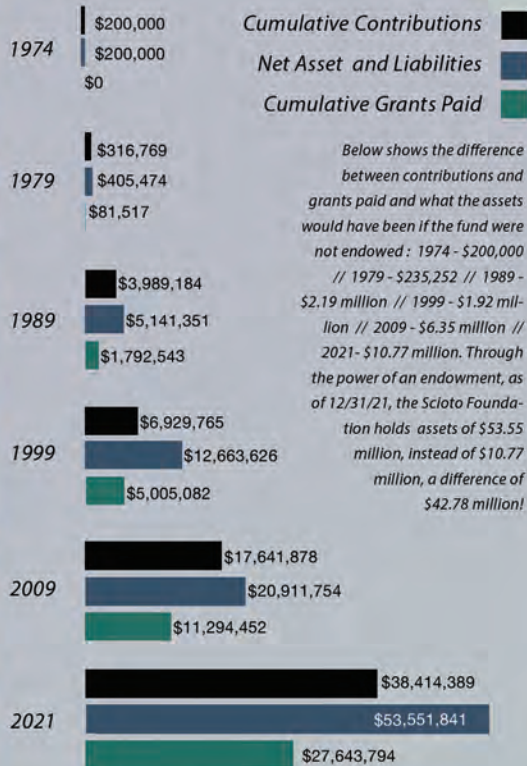 Cumulative Contributions
Net Asset and Liabilities
Cumulative Grants Paid
1974
$200,000
$200,000
$0
1979
$316,769
$405,474
$81,517
Below shows the difference
between contributions and
grants paid and what the assets
would have been if the fund were
not endowed : 1974 - $200,000
// 1979 - $235,252 // 1989 -
$2.19 million // 1999 - $1.92 mil-
lion // 2009 - $6.35 million //
2021- $10.77 million. Through
the power of an endowment, as
of 12/31/21, the Scioto Founda-
tion holds assets of $53.55
million, instead of $10.77
million, a difference of
$42.78 million!
1989
$3,989,184
$5,141,351
$1,792,543
1999
$6,929,765
$12,663,626
$5,005,082
2009
$17,641,878
$20,911,754
$11,294,452
2021
$38,414,389
$53,551,841
$27,643,794